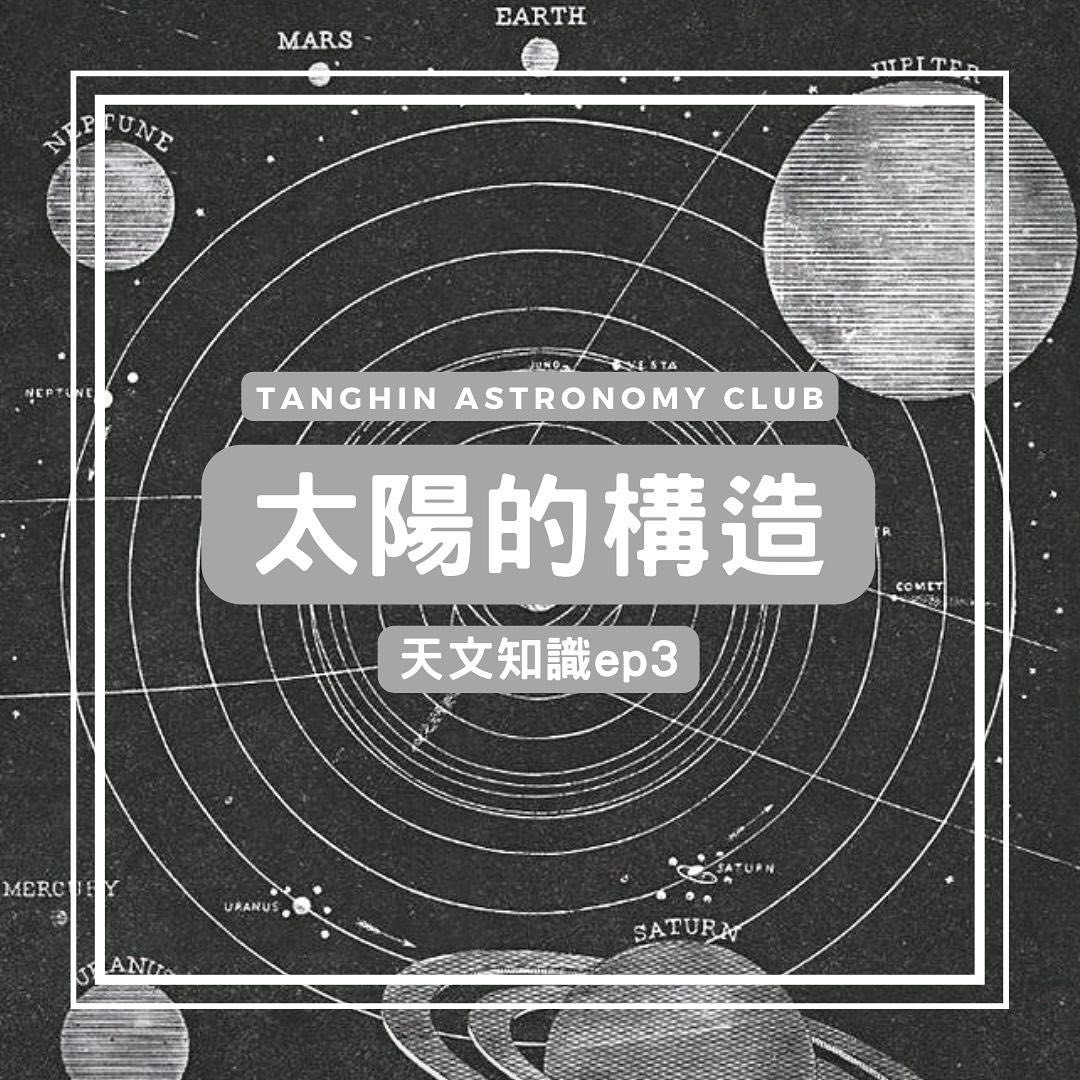 EARTH
MARS
JUPITER
NEPTUNE
JUNO
VESTA
NEPTUNE
TANGHIN ASTRONOMY CLUB
太陽的構造
COMET
天文知識ep3
SATURN
MERCURY
URANUS
SATURN
URANUS